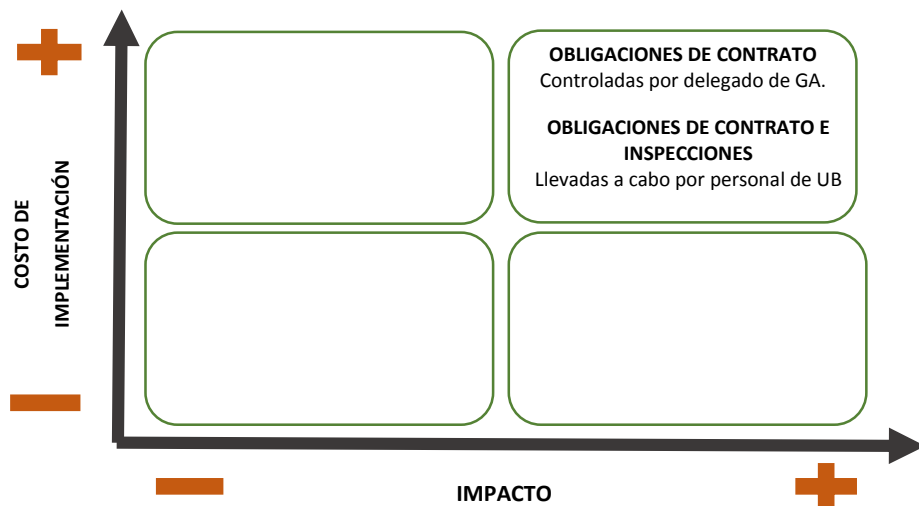 OBLIGACIONES DE CONTRATO
Controladas por delegado de GA.
OBLIGACIONES DE CONTRATO E
INSPECCIONES
Llevadas a cabo por personal de UB
COSTO DE
IMPLEMENTACIÓN
IMPACTO